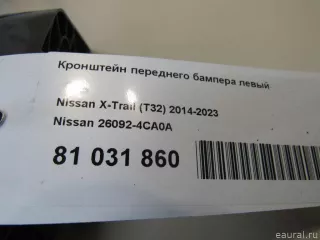 Кронштейн переднего бампера левый
Nissan X-Trail (T32) 2014-2023
Nissan 26092-4CA0A
81 031 860
eaural.ru©